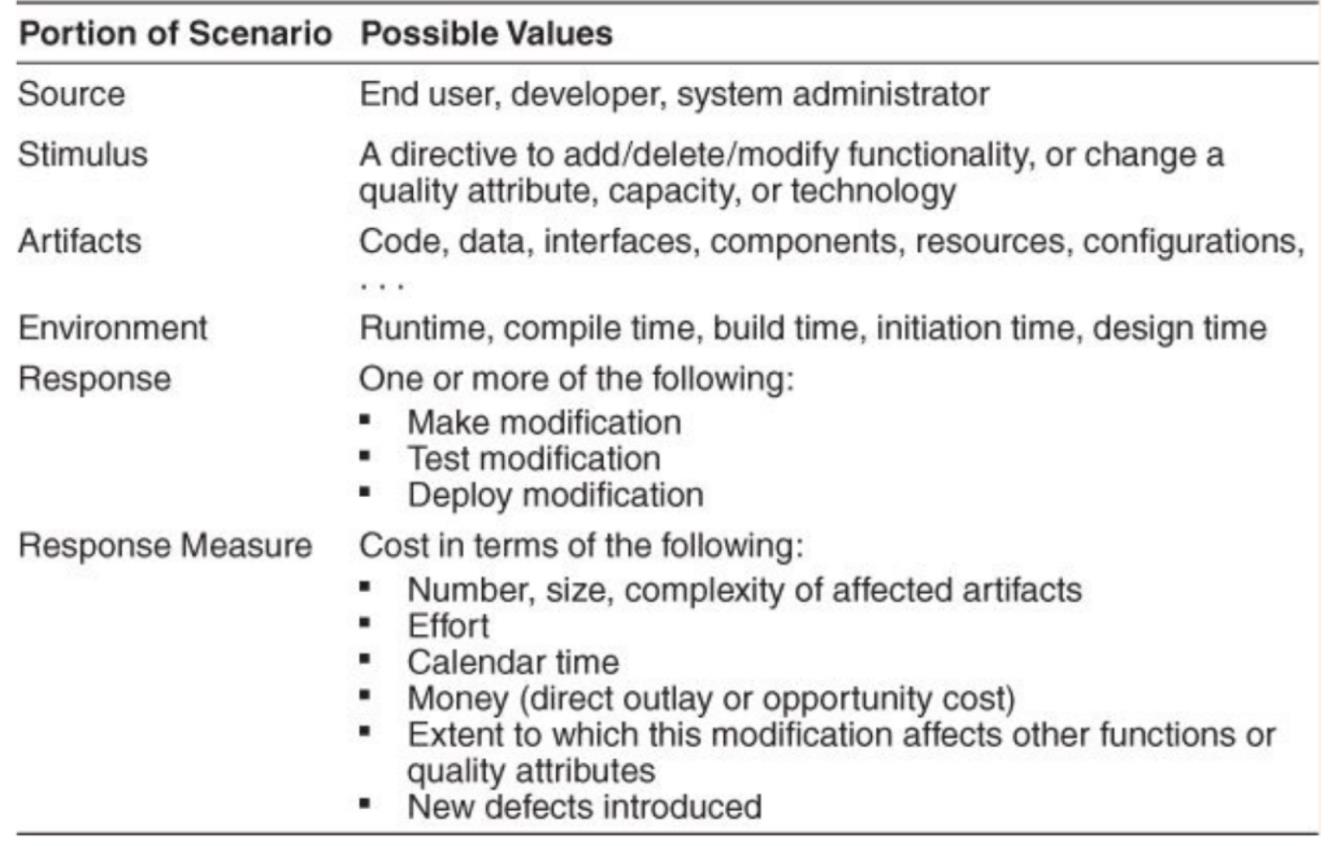 Portion of Scenario Possible Values
Source End user, developer, system administrator
Stimulus A directive to add/delete/modify functionality, or change a
quality attribute, capacity, or technology
Artifacts Code, data, interfaces, components, resources, configurations,
. . .
Environment Runtime, compile time, build time, initiation time, design time
Response One or more of the following:
▪ Make modification
▪ Test modification
▪ Deploy modification
Response Measure Cost in terms of the following:
▪ Number, size, complexity of affected artifacts
▪ Effort
▪ Calendar time
▪ Money (direct outlay or opportunity cost)
▪ Extent to which this modification affects other functions or
quality attributes
▪ New defects introduced